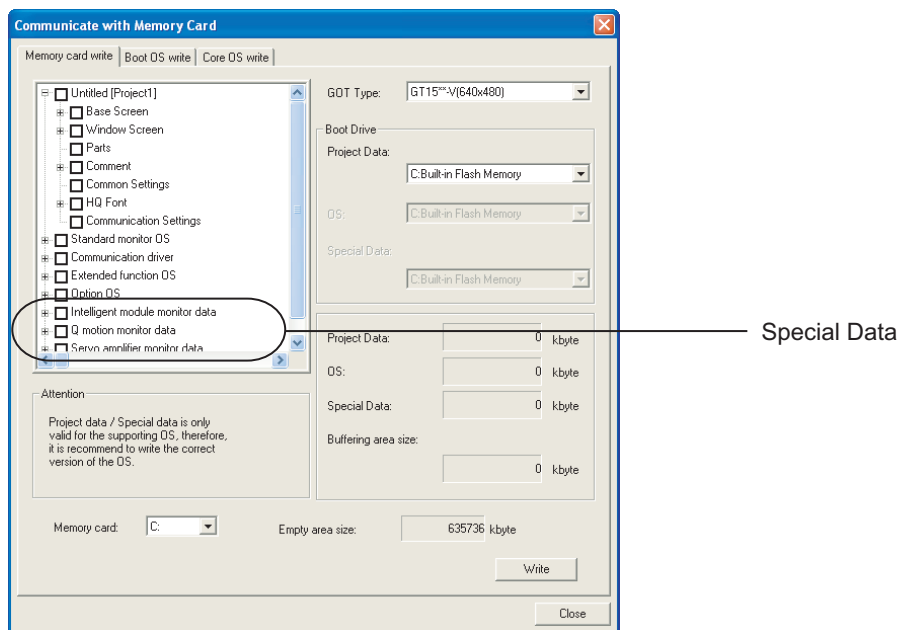 Communicate with Memory Card
Memory card write
Boot OS write
Core OS write
Untitled [Project1]
Base Screen
Window Screen
Parts
Comment
Common Settings
HQ Font
Communication Settings
Standard monitor OS
Communication driver
Extended function OS
Option OS
Intelligent module monitor data
Q motion monitor data
Servo amplifier monitor data
Attention
Project data / Special data is only
valid for the supporting OS, therefore,
it is recommend to write the correct
version of the OS.
GOT Type:
GT15**-V(640x480)
Boot Drive
Project Data:
C:Built-in Flash Memory
OS:
C:Built-in Flash Memory
Special Data:
C:Built-in Flash Memory
Project Data:
0 kbyte
OS:
0 kbyte
Special Data:
0 kbyte
Buffering area size:
0 kbyte
Memory card:
C:
Empty area size:
635736 kbyte
Write
Close
Special Data